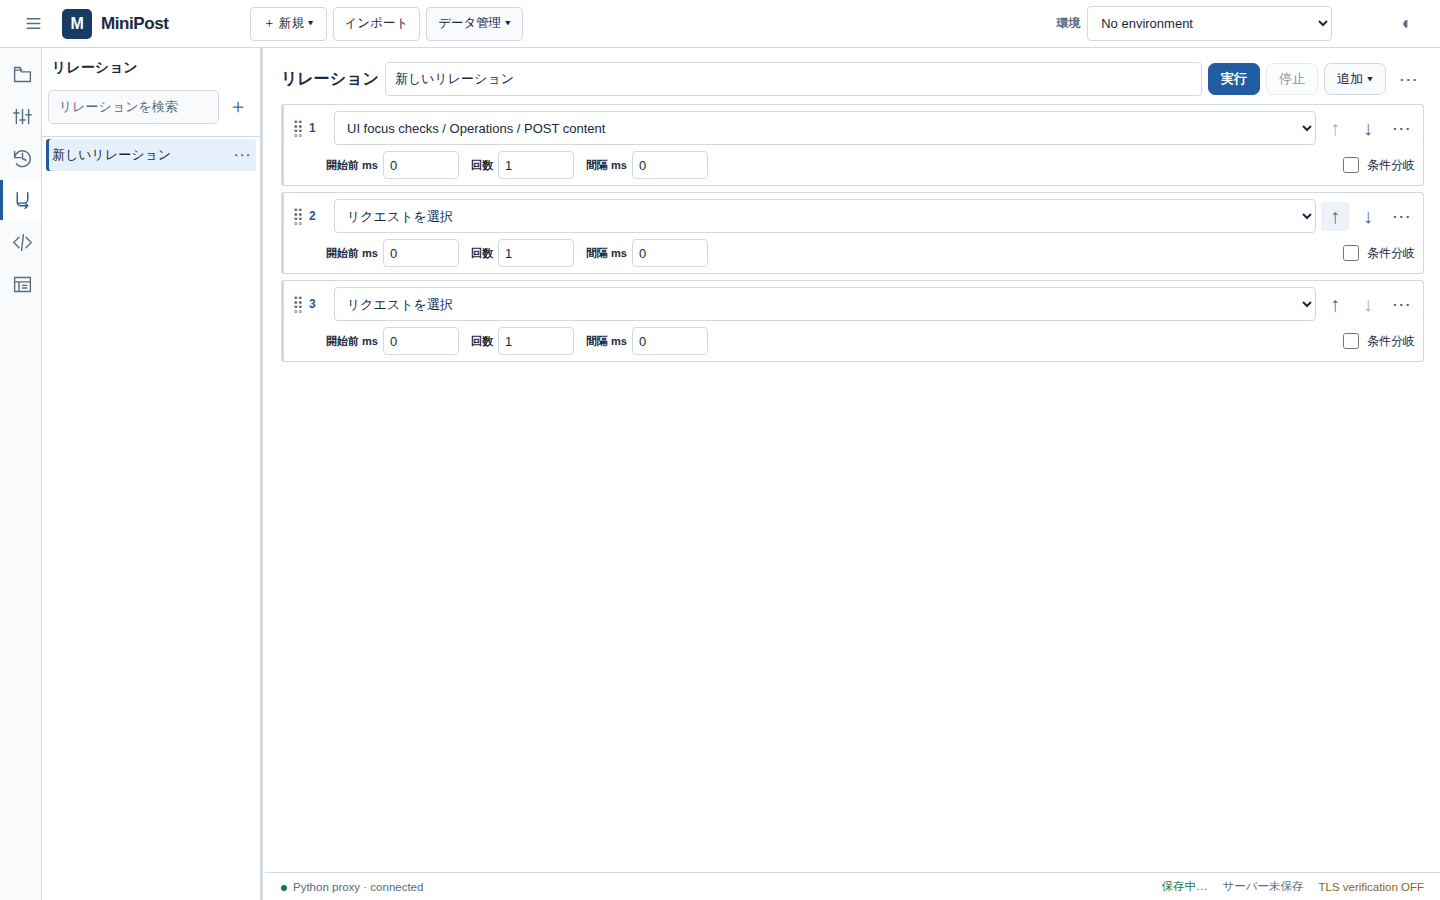 M MiniPost ＋ 新規 ▾ インポート データ管理 ▾ 環境 No environment
リレーション
リレーションを検索 ＋
新しいリレーション ···
リレーション 新しいリレーション 実行 停止 追加 ▾ ···
1 UI focus checks / Operations / POST content ↑ ↓ ···
開始前 ms 0 回数 1 間隔 ms 0 条件分岐
2 リクエストを選択 ↑ ↓ ···
開始前 ms 0 回数 1 間隔 ms 0 条件分岐
3 リクエストを選択 ↑ ↓ ···
開始前 ms 0 回数 1 間隔 ms 0 条件分岐
Python proxy · connected 保存中… サーバー未保存 TLS verification OFF